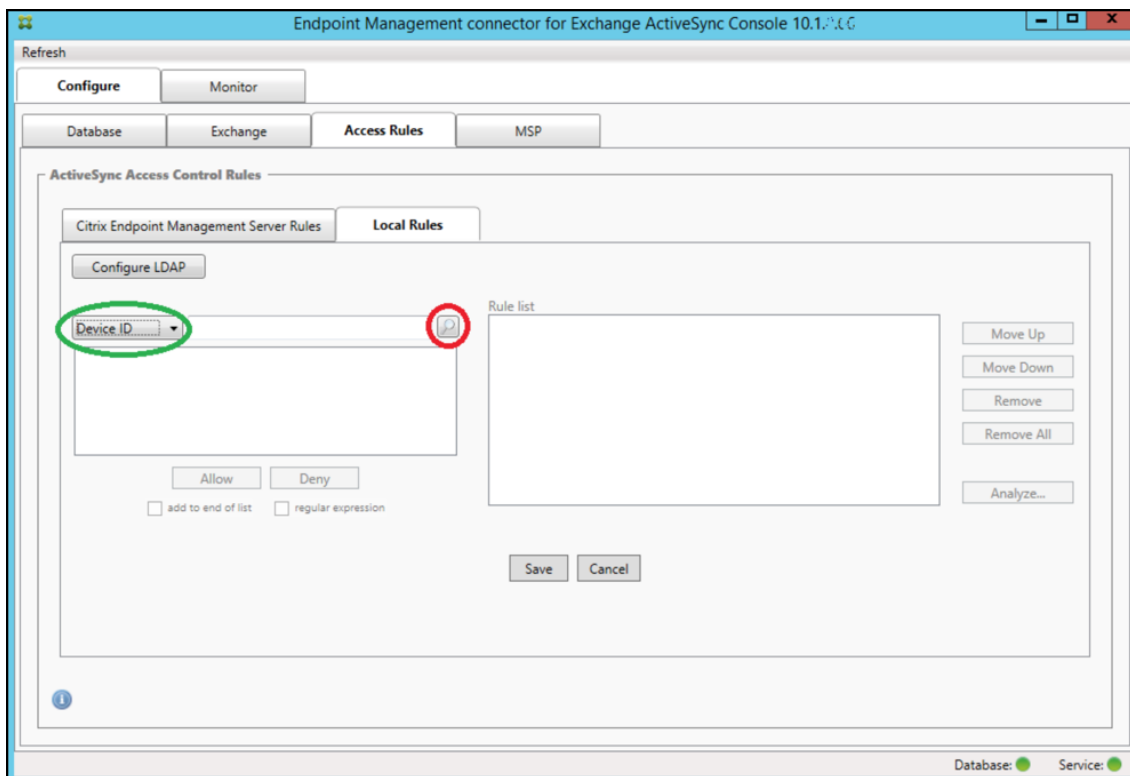 Endpoint Management connector for Exchange ActiveSync Console 10.1.
Refresh
Configure Monitor
Database Exchange Access Rules MSP
ActiveSync Access Control Rules
Citrix Endpoint Management Server Rules Local Rules
Configure LDAP
Rule list
Device ID
Move Up
Move Down
Remove
Remove All
Allow Deny
Analyze...
add to end of list regular expression
Save Cancel
Database: Service: